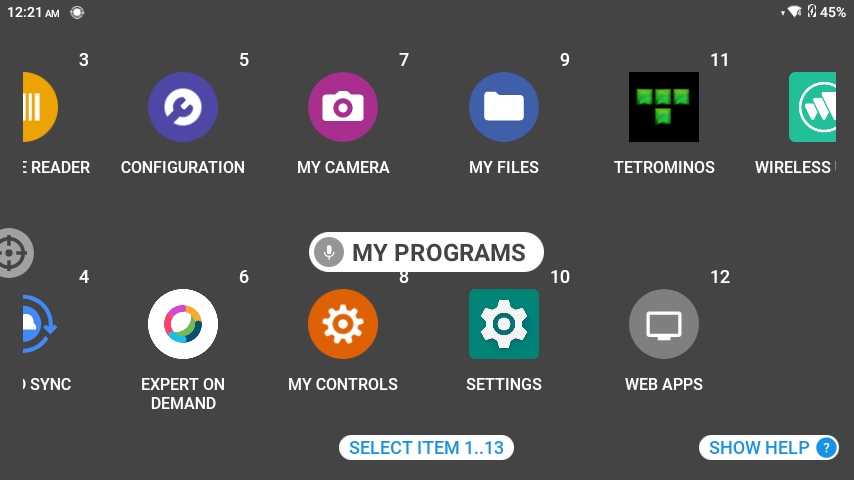 12:21 AM
45%
3
5
7
9
11
E READER
CONFIGURATION
MY CAMERA
MY FILES
TETROMINOS
WIRELESS
MY PROGRAMS
4
6
8
10
12
SYNC
EXPERT ON
DEMAND
MY CONTROLS
SETTINGS
WEB APPS
SELECT ITEM 1..13
SHOW HELP ?